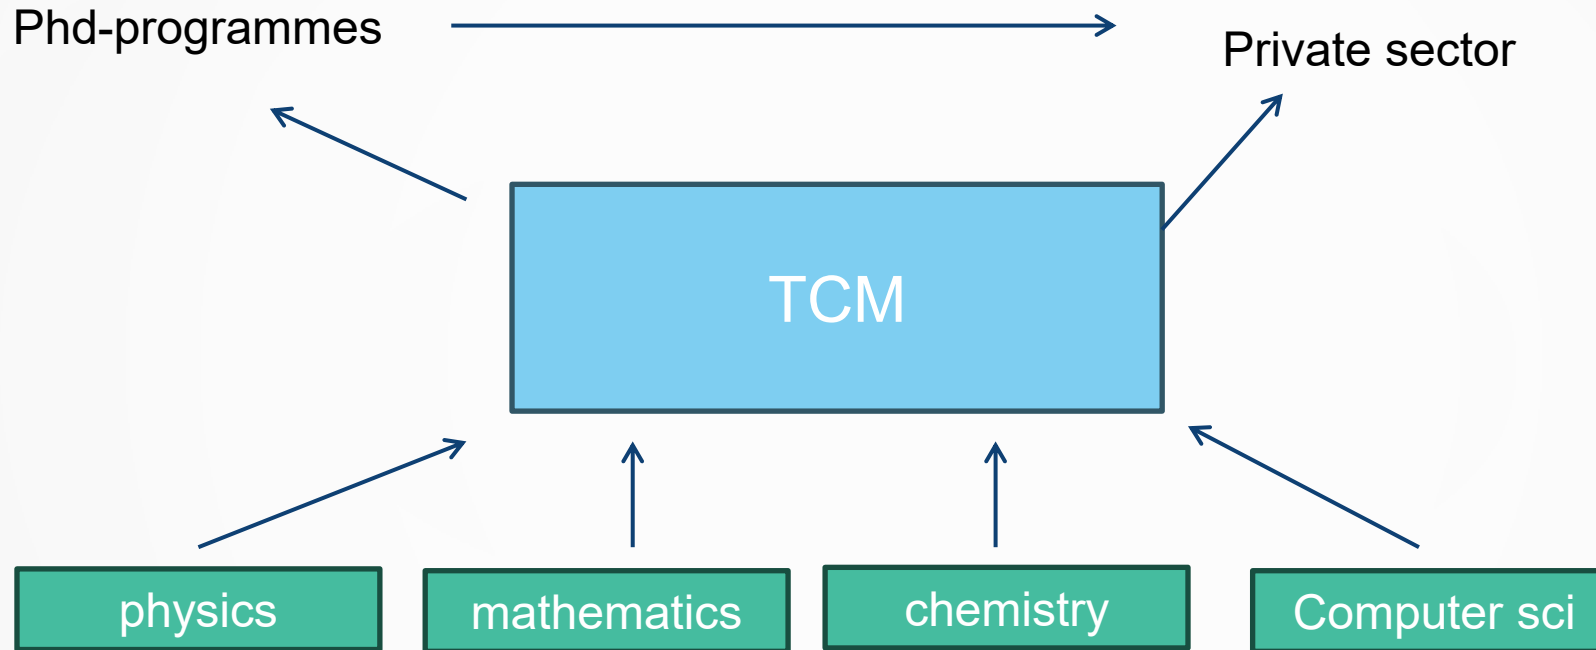 Phd-programmes
Private sector
TCM
physics
mathematics
chemistry
Computer sci